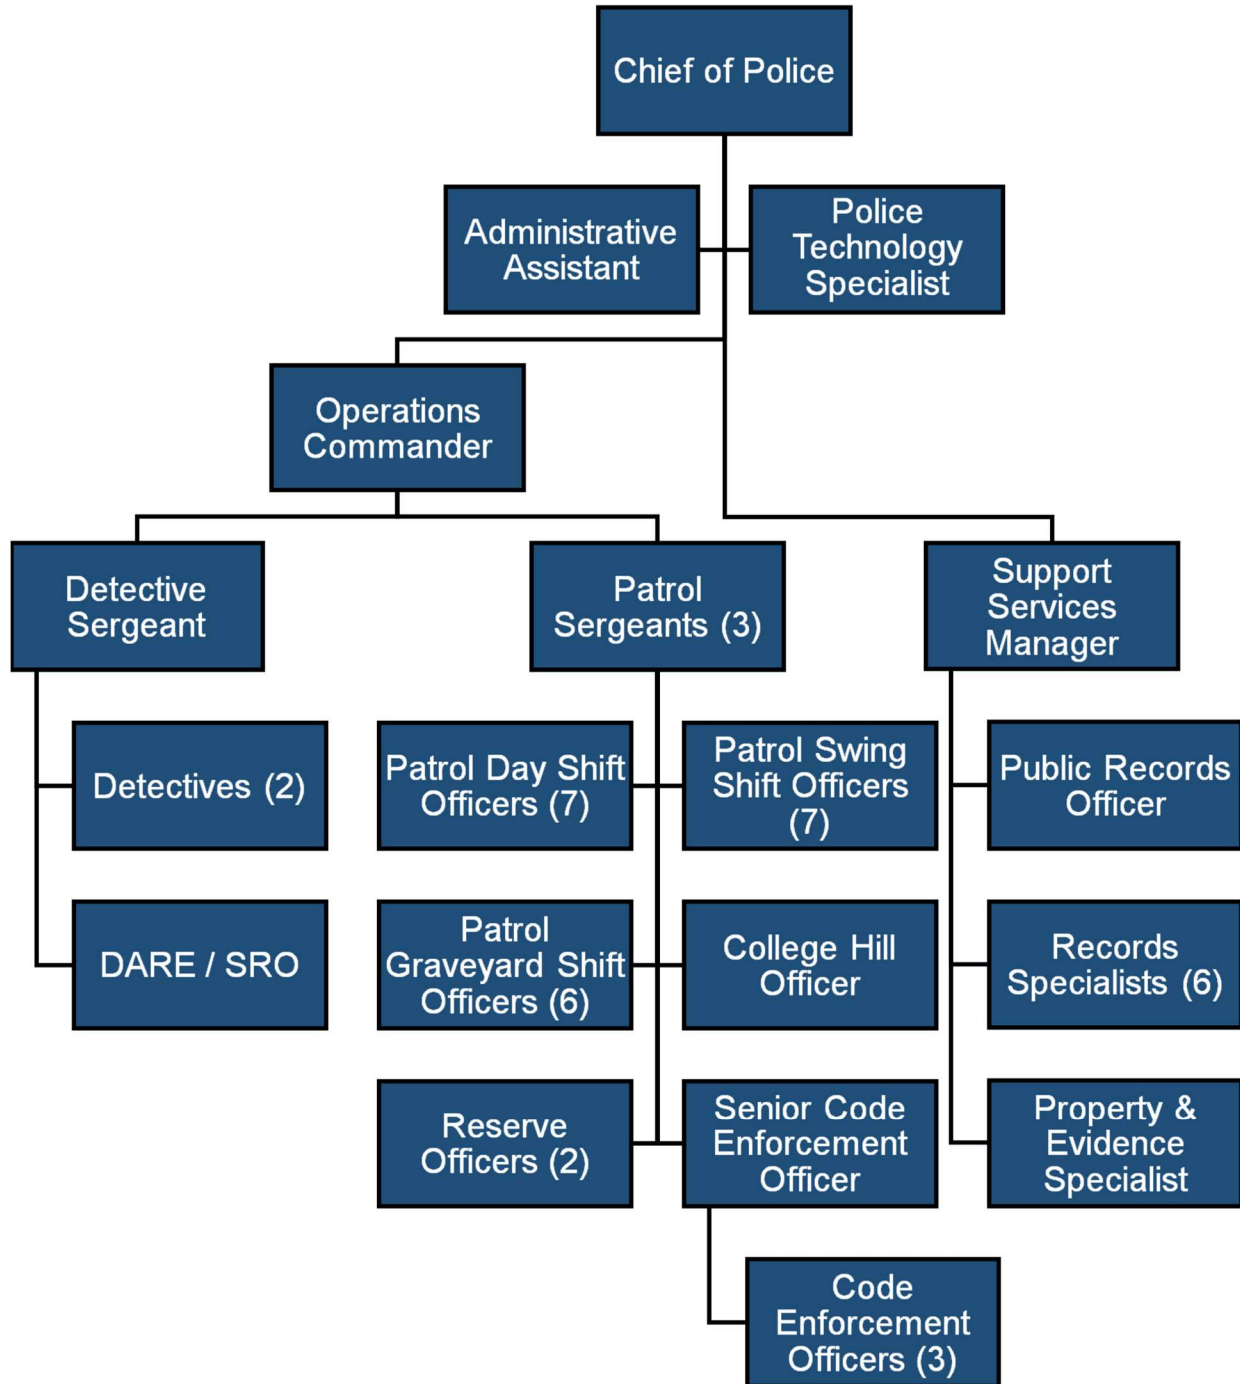 Chief of Police
Administrative
Assistant
Police
Technology
Specialist
Operations
Commander
Detective
Sergeant
Patrol
Sergeants (3)
Support
Services
Manager
Detectives (2)
Patrol Day Shift
Officers (7)
Patrol Swing
Shift Officers
(7)
Public Records
Officer
DARE / SRO
Patrol
Graveyard Shift
Officers (6)
College Hill
Officer
Records
Specialists (6)
Reserve
Officers (2)
Senior Code
Enforcement
Officer
Property &
Evidence
Specialist
Code
Enforcement
Officers (3)